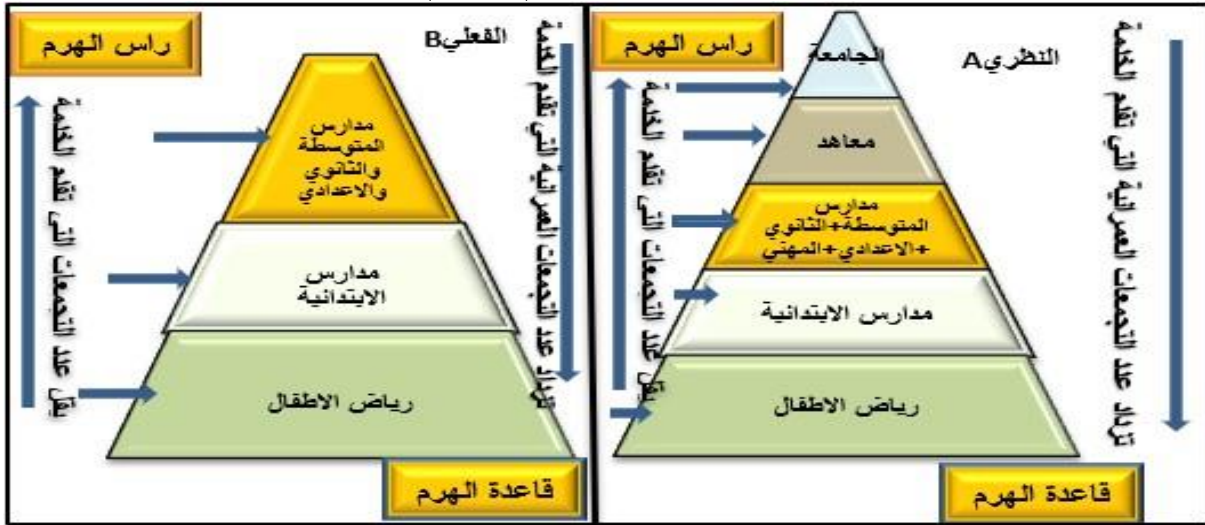 النظريA
راس الهرم
الجامعة
معاهد
مدارس
المتوسطة+الثانوي
+الاعدادي+المهني
مدارس الابتدائية
رياض الاطفال
قاعدة الهرم
تزداد عدد التجمعات العمرانية التي تقدم الخدمة
يقل عدد التجمعات التي تقدم الخدمة
الفعليB
راس الهرم
مدارس
المتوسطة
والثانوي
والاعدادي
مدارس
الابتدائية
رياض الاطفال
قاعدة الهرم
تزداد عدد التجمعات العمرانية التي تقدم الخدمة
يقل عدد التجمعات التي تقدم الخدمة